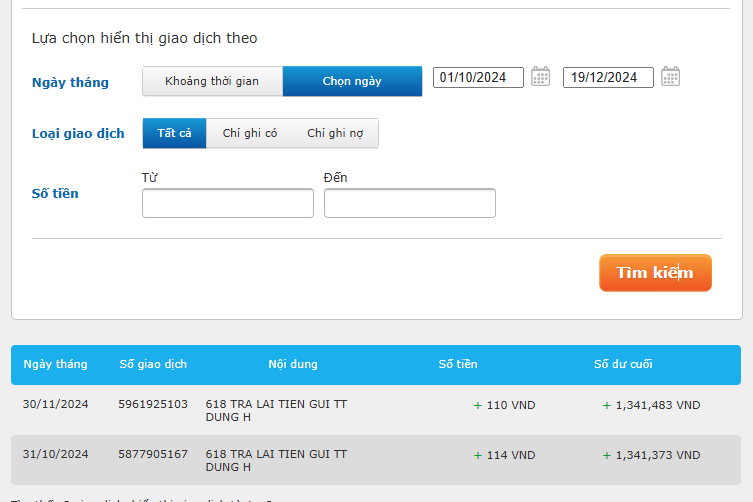 Lựa chọn hiển thị giao dịch theo
Ngày tháng
Khoảng thời gian
Chọn ngày
01/10/2024
19/12/2024
Loại giao dịch
Tất cả
Chỉ ghi có
Chỉ ghi nợ
Từ
Đến
Số tiền
Tìm kiếm
Ngày tháng Số giao dịch Nội dung Số tiền Số dư cuối
30/11/2024 5961925103 618 TRA LAI TIEN GUI TT + 110 VND + 1,341,483 VND
DUNG H
31/10/2024 5877905167 618 TRA LAI TIEN GUI TT + 114 VND + 1,341,373 VND
DUNG H